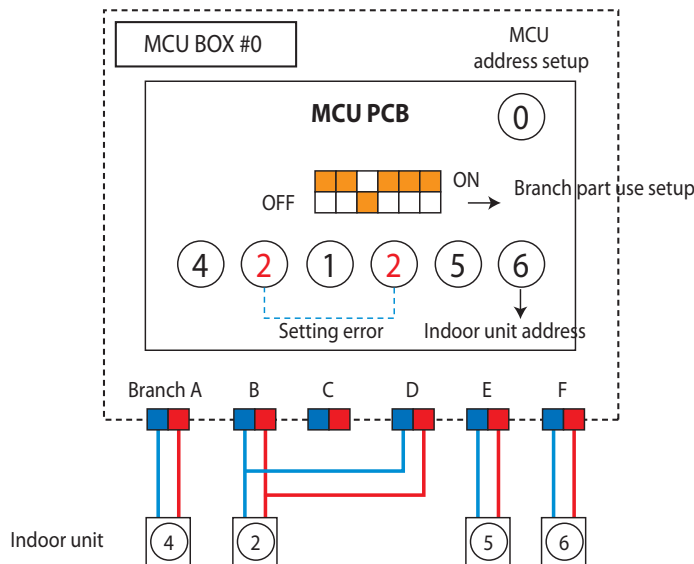 MCU BOX #0
MCU
address setup
MCU PCB
0
ON
OFF
Branch part use setup
4 2 1 2 5 6
Setting error
Indoor unit address
Branch A B C D E F
Indoor unit
4 2 5 6